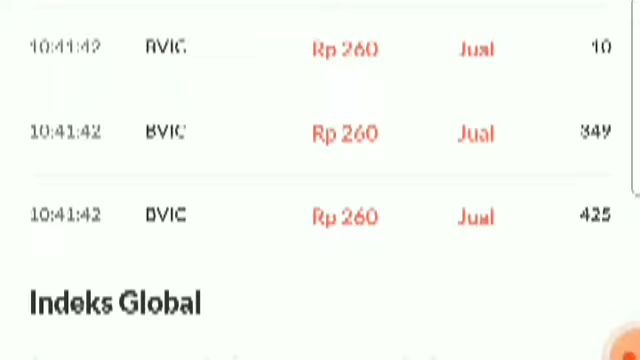 10:41:42 BVIC Rp 260 Jual 10
10:41:42 BVIC Rp 260 Jual 349
10:41:42 BVIC Rp 260 Jual 425
Indeks Global